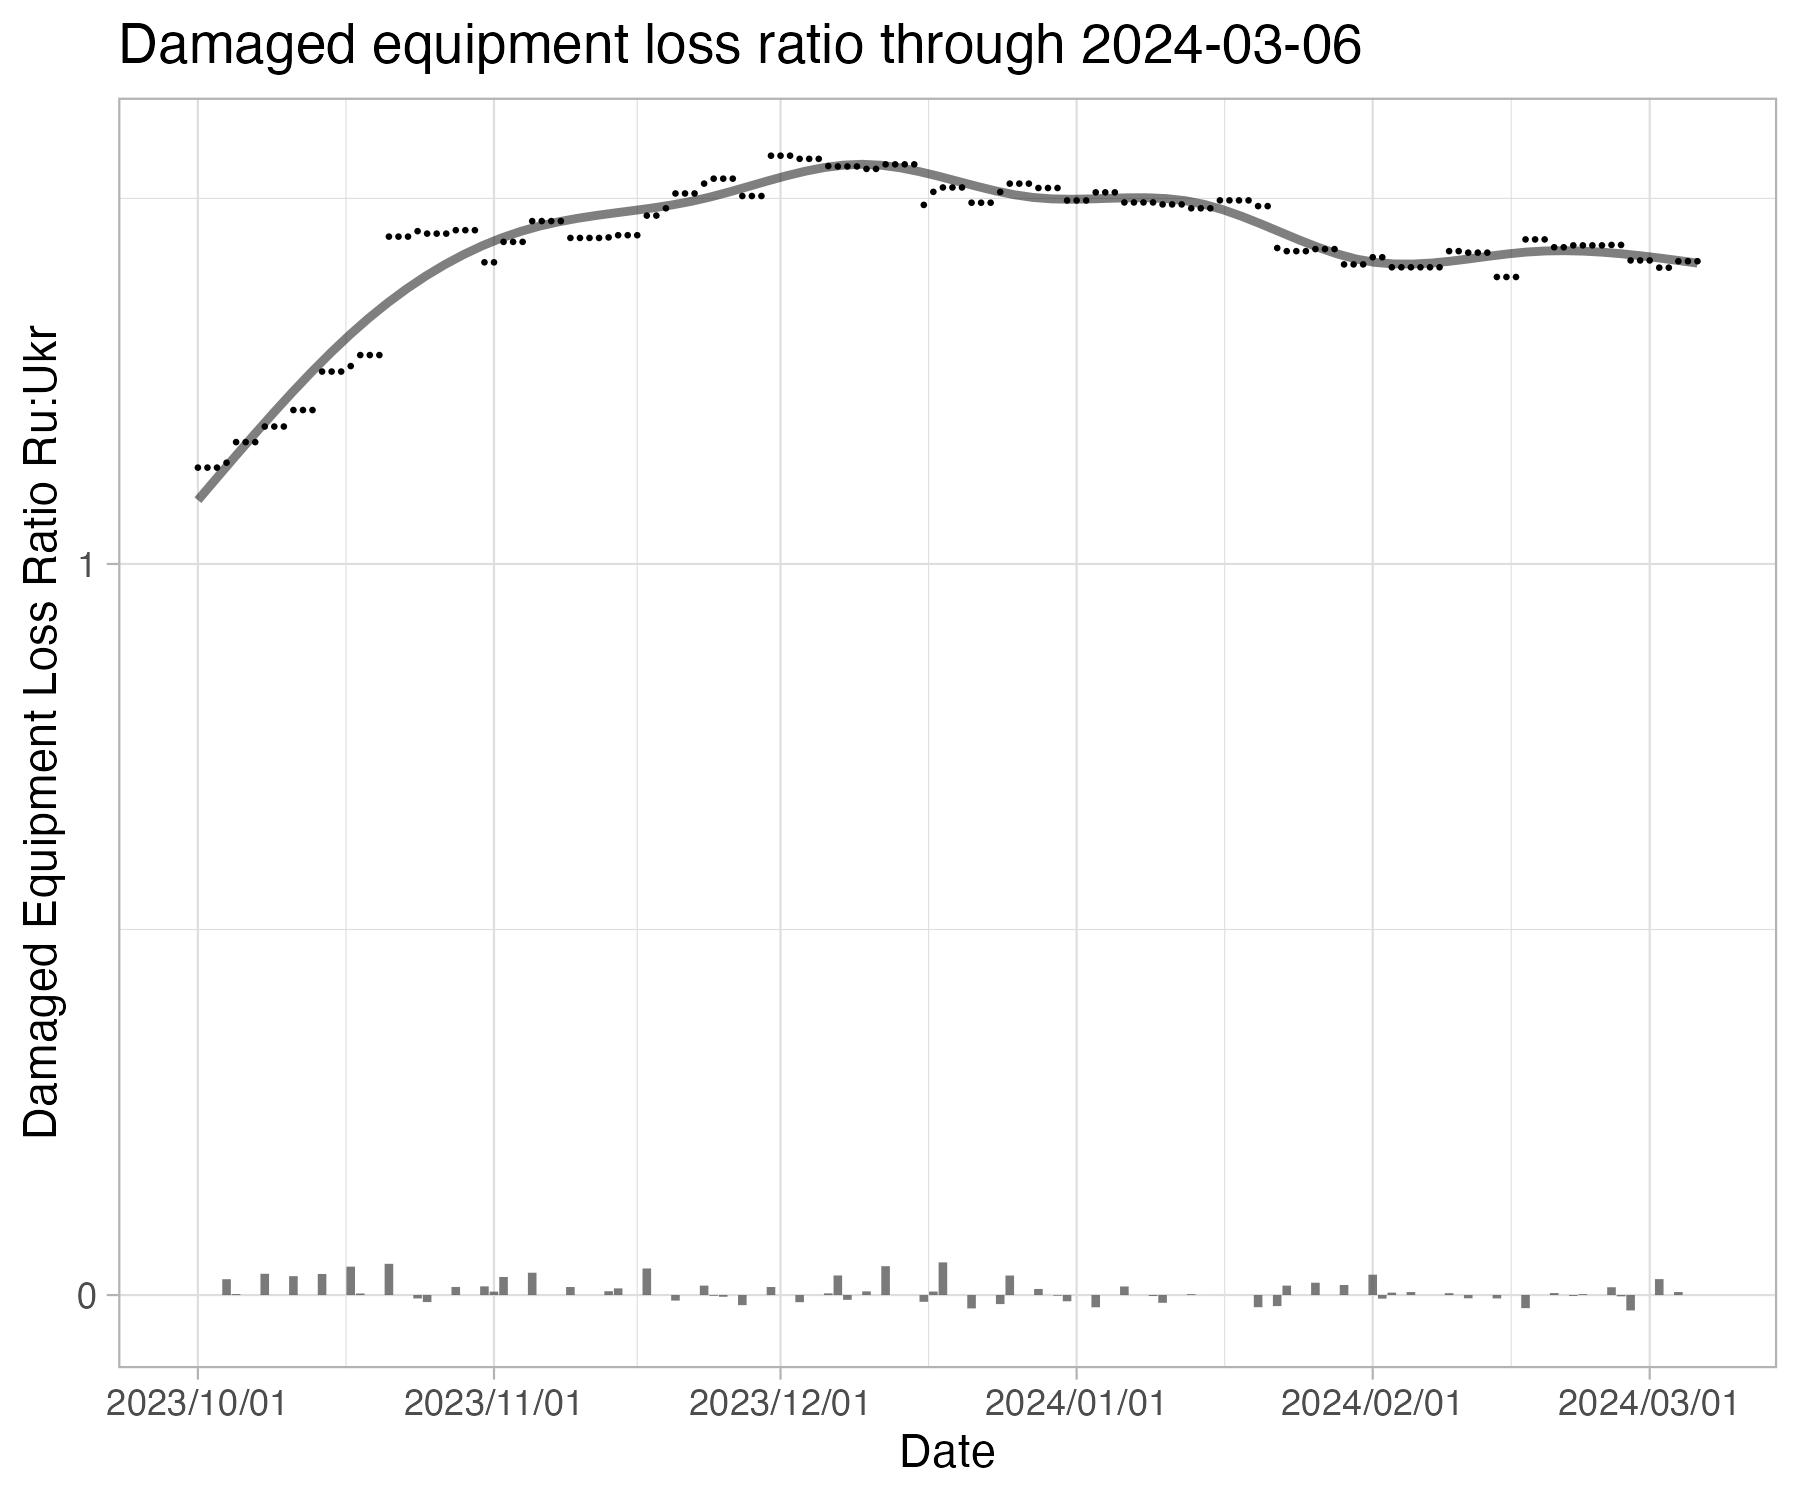 Damaged equipment loss ratio through 2024-03-06
Damaged Equipment Loss Ratio Ru:Ukr
1
0
2023/10/01
2023/11/01
2023/12/01
2024/01/01
2024/02/01
2024/03/01
Date